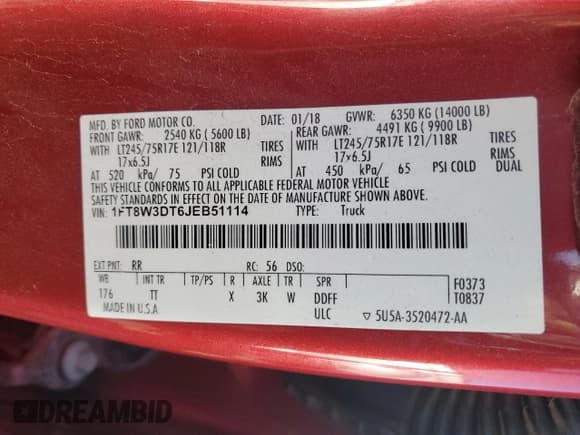 MFD. BY FORD MOTOR CO. 01/18 GVWR: 6350 KG (14000 LB)
FRONT GAWR: 2540 KG (5600 LB) REAR GAWR: 4491 KG (9900 LB)
WITH LT245/75R17E 121/118R TIRES WITH LT245/75R17E 121/118R TIRES
17x6.5J RIMS 17x6.5J RIMS
AT 520 kPa/ 75 PSI COLD AT 450 kPa/ 65 PSI COLD DUAL
THIS VEHICLE CONFORMS TO ALL APPLICABLE FEDERAL MOTOR VEHICLE
SAFETY STANDARDS IN EFFECT ON THE DATE OF MANUFACTURE SHOWN ABOVE.
VIN: 1FT8W3DT6JEB51114 TYPE: Truck
EXT PNT: RR RC: 56 DSO:
WB INT TR TP/PS R AXLE TR SPR F0373
176 TT X 3K W DDFF T0837
MADE IN U.S.A. ULC ▽ 5U5A-3520472-AA
DREAMBID